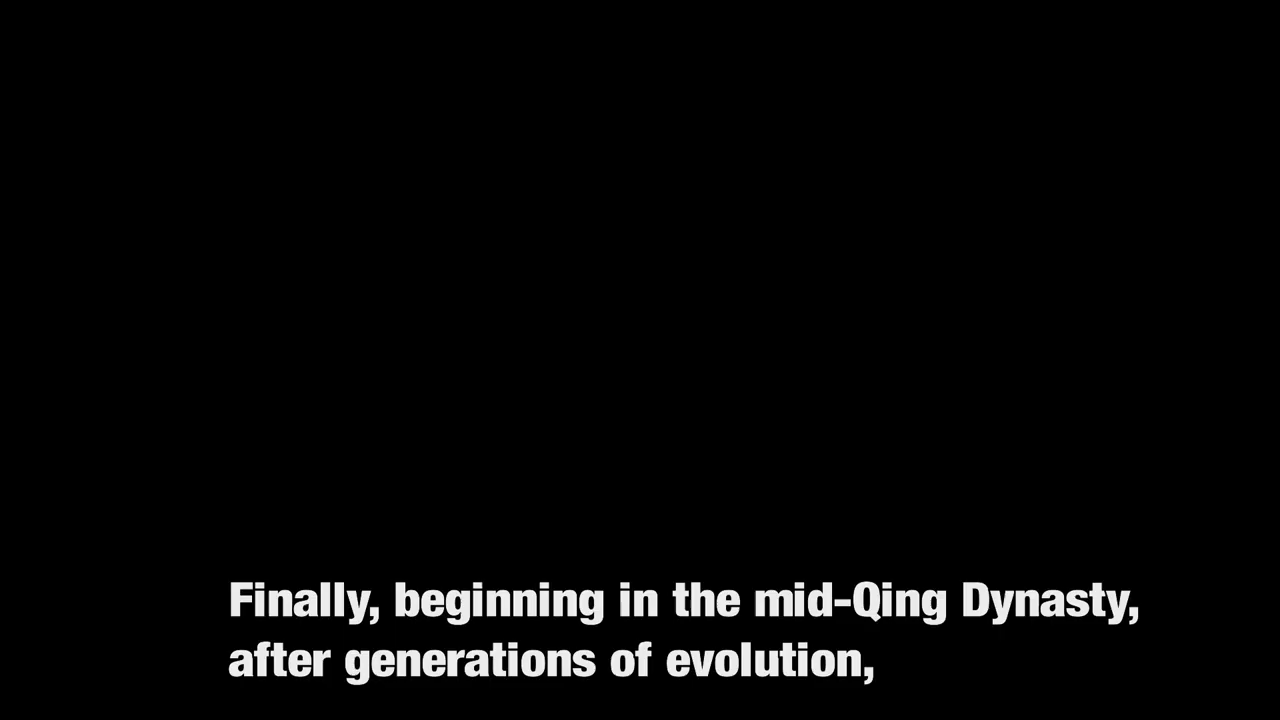 Finally, beginning in the mid-Qing Dynasty,
after generations of evolution,